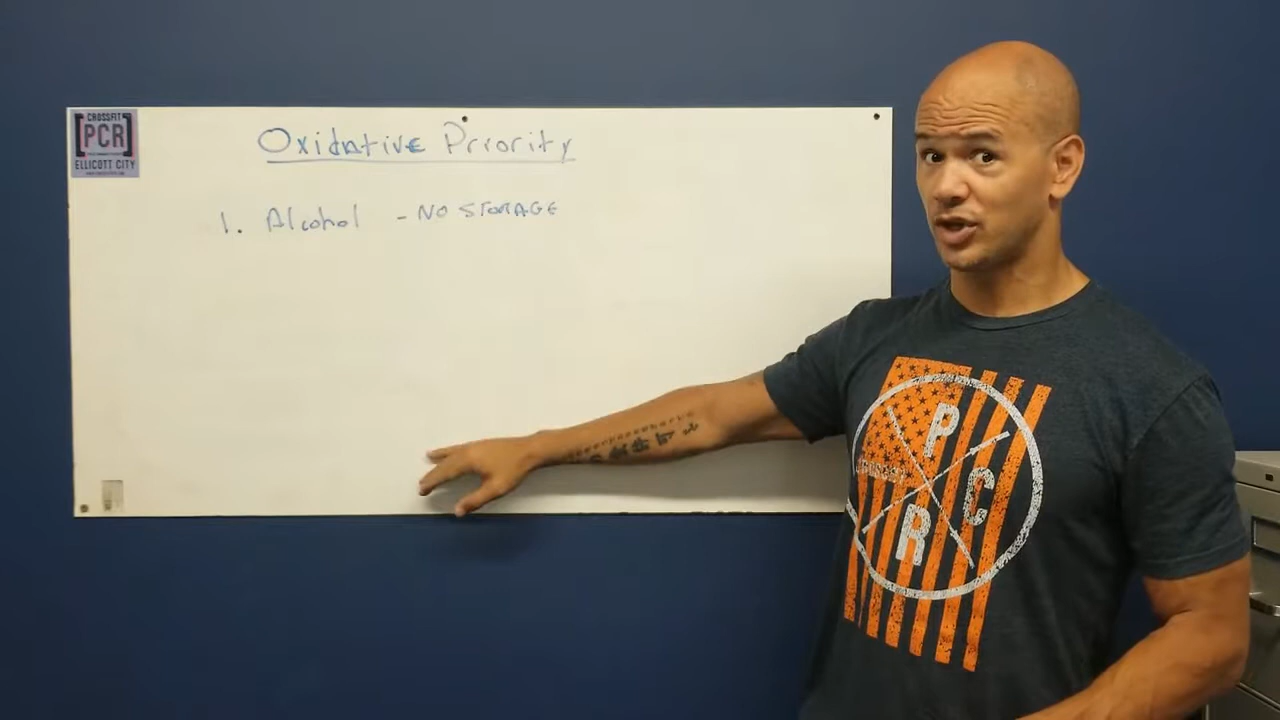 CROSSFIT
[PCR]
ELLICOTT CITY
Oxidative Priority
1. Alcohol - NO STORAGE
P
C
R